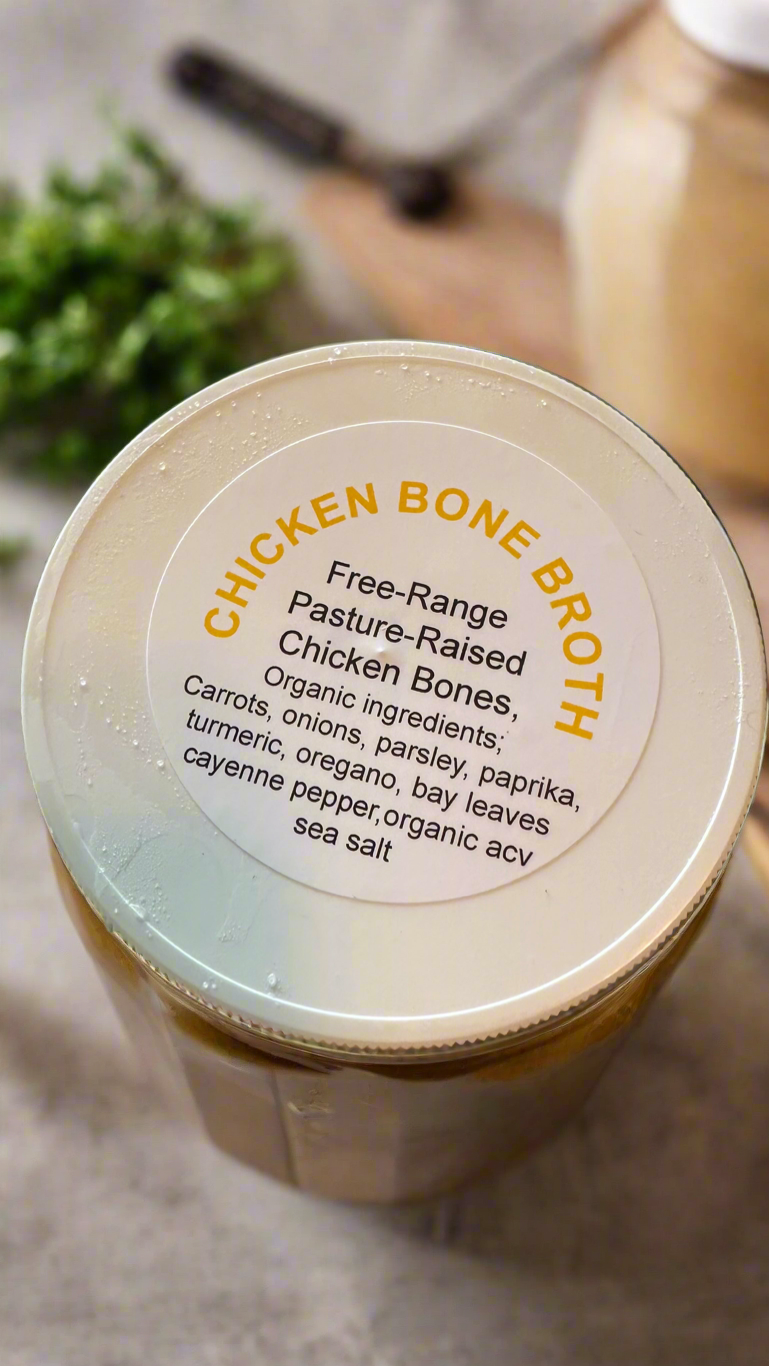 CHICKEN BONE BROTH
Free-Range
Pasture-Raised
Chicken Bones,
Organic ingredients;
Carrots, onions, parsley, paprika,
turmeric, oregano, bay leaves
cayenne pepper,organic acv
sea salt